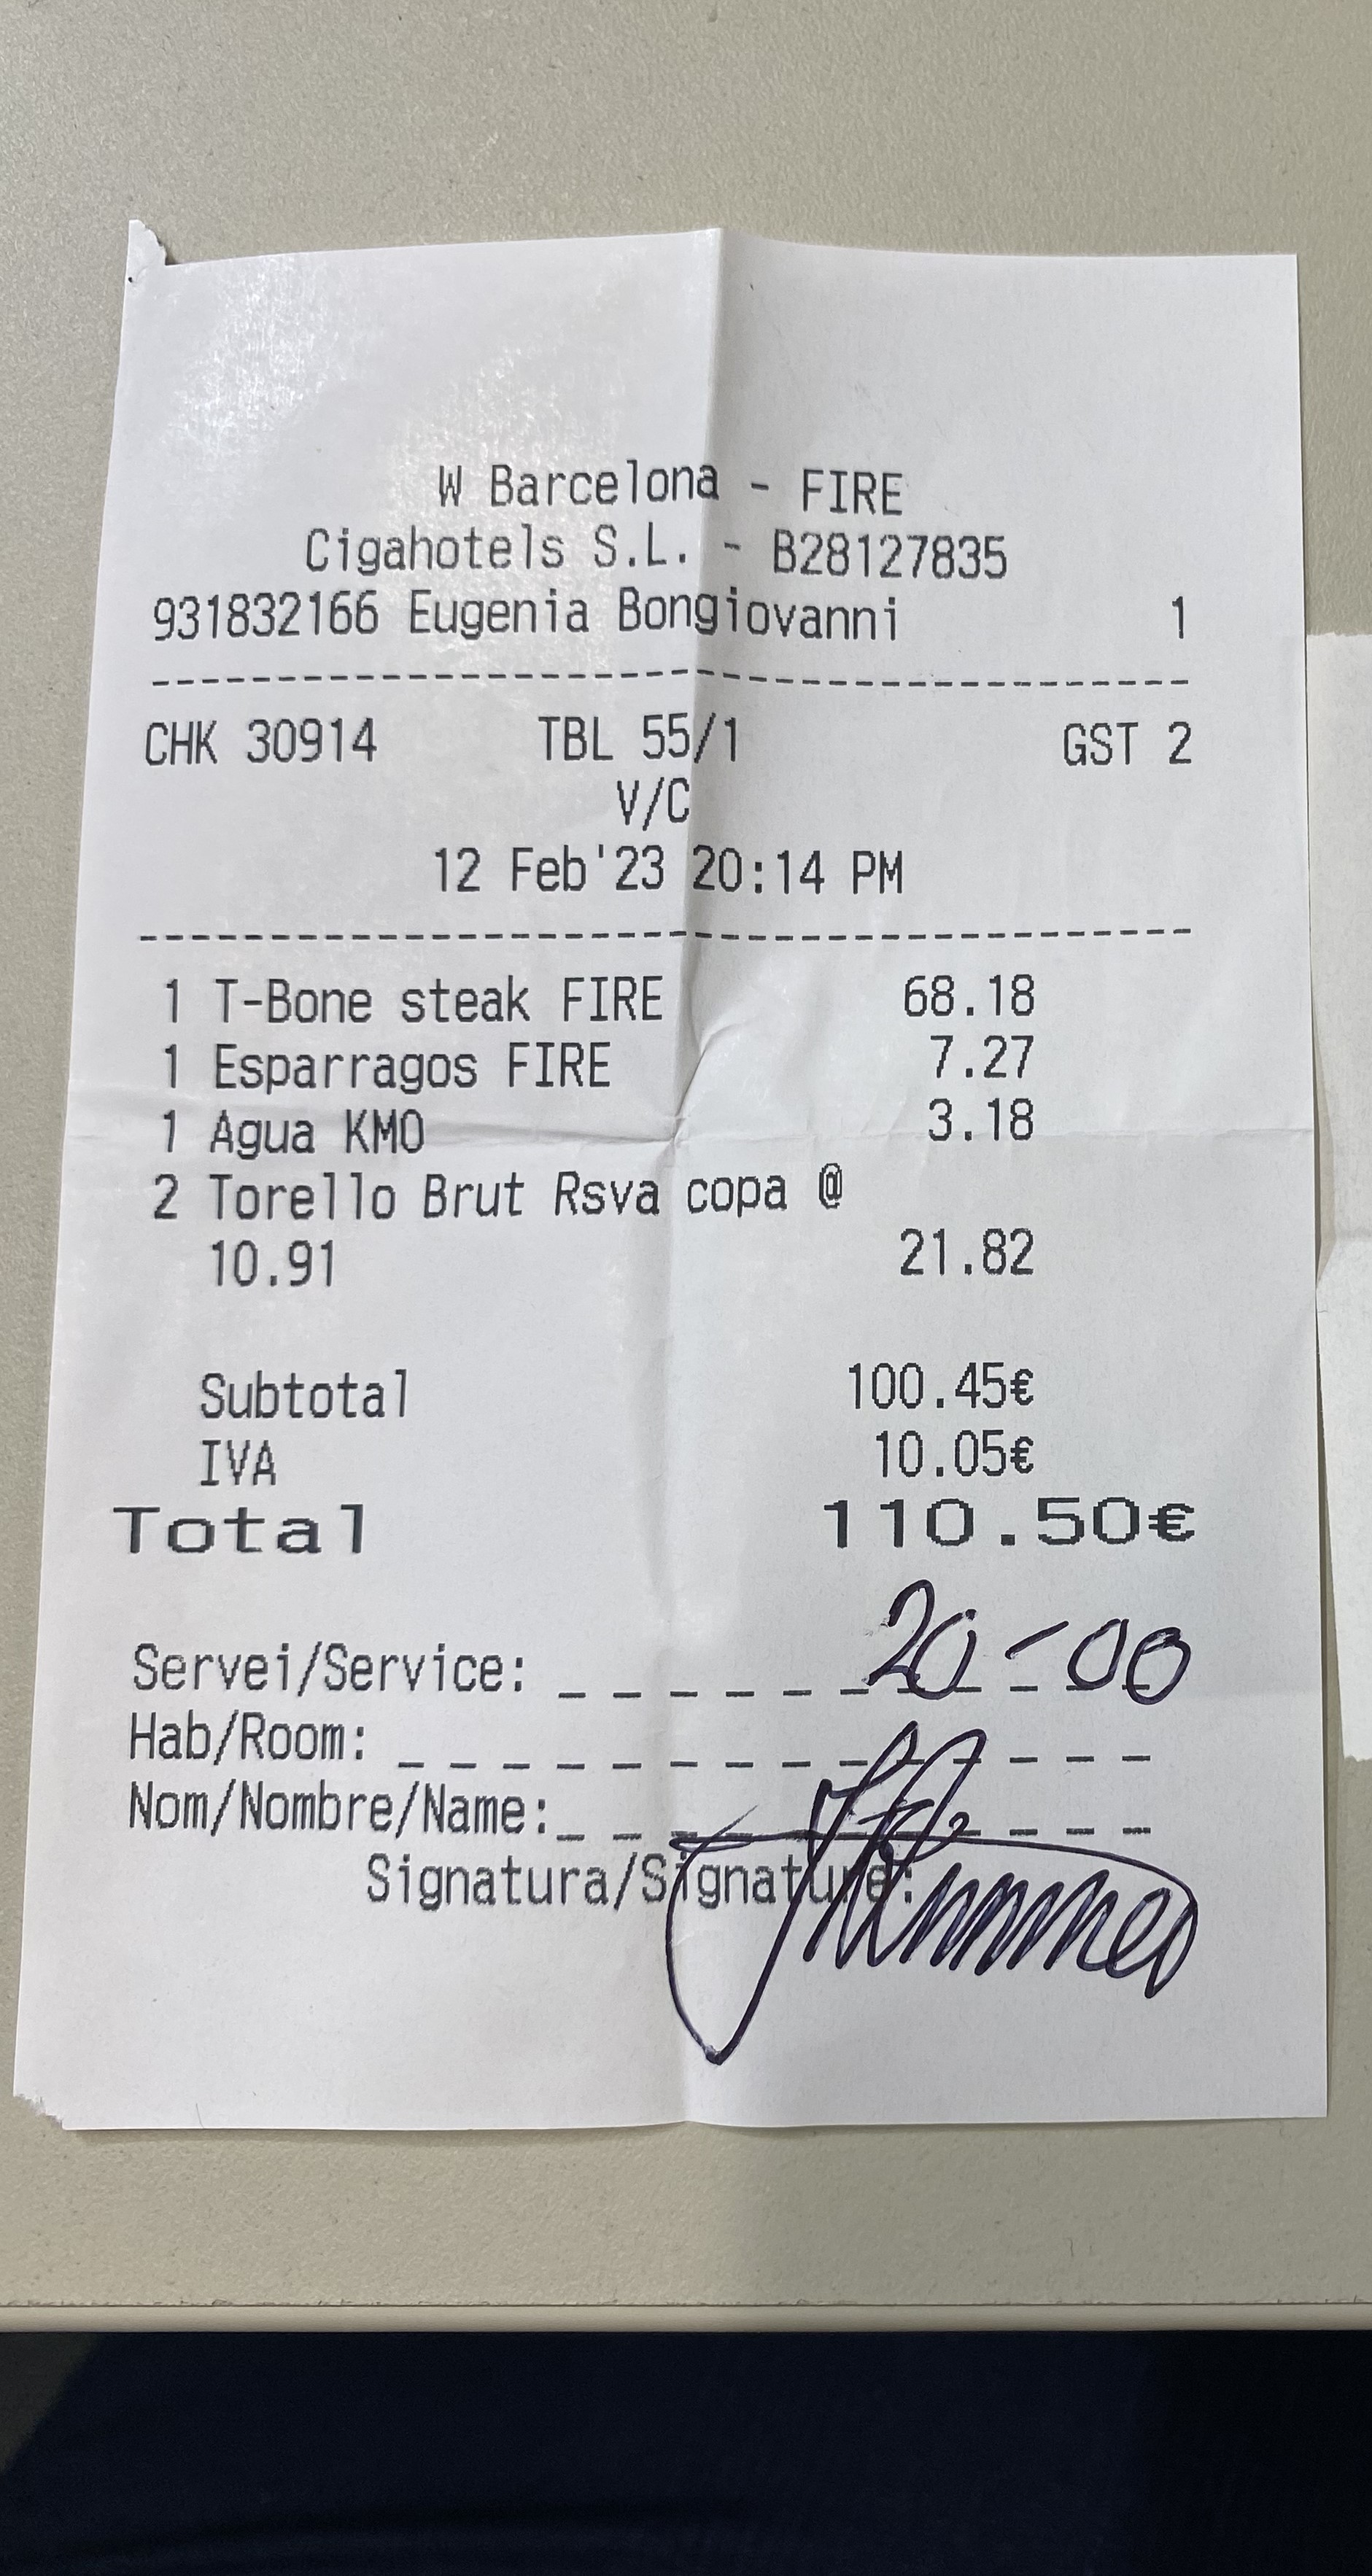 W Barcelona - FIRE
Cigahotels S.L. - B28127835
931832166 Eugenia Bongiovanni 1
CHK 30914 TBL 55/1 GST 2
V/C
12 Feb'23 20:14 PM
1 T-Bone steak FIRE 68.18
1 Esparragos FIRE 7.27
1 Agua KM0 3.18
2 Torello Brut Rsva copa @
10.91 21.82
Subtotal 100.45€
IVA 10.05€
Total 110.50€
Servei/Service: 20-00
Hab/Room:
Nom/Nombre/Name:
Signatura/Signature: